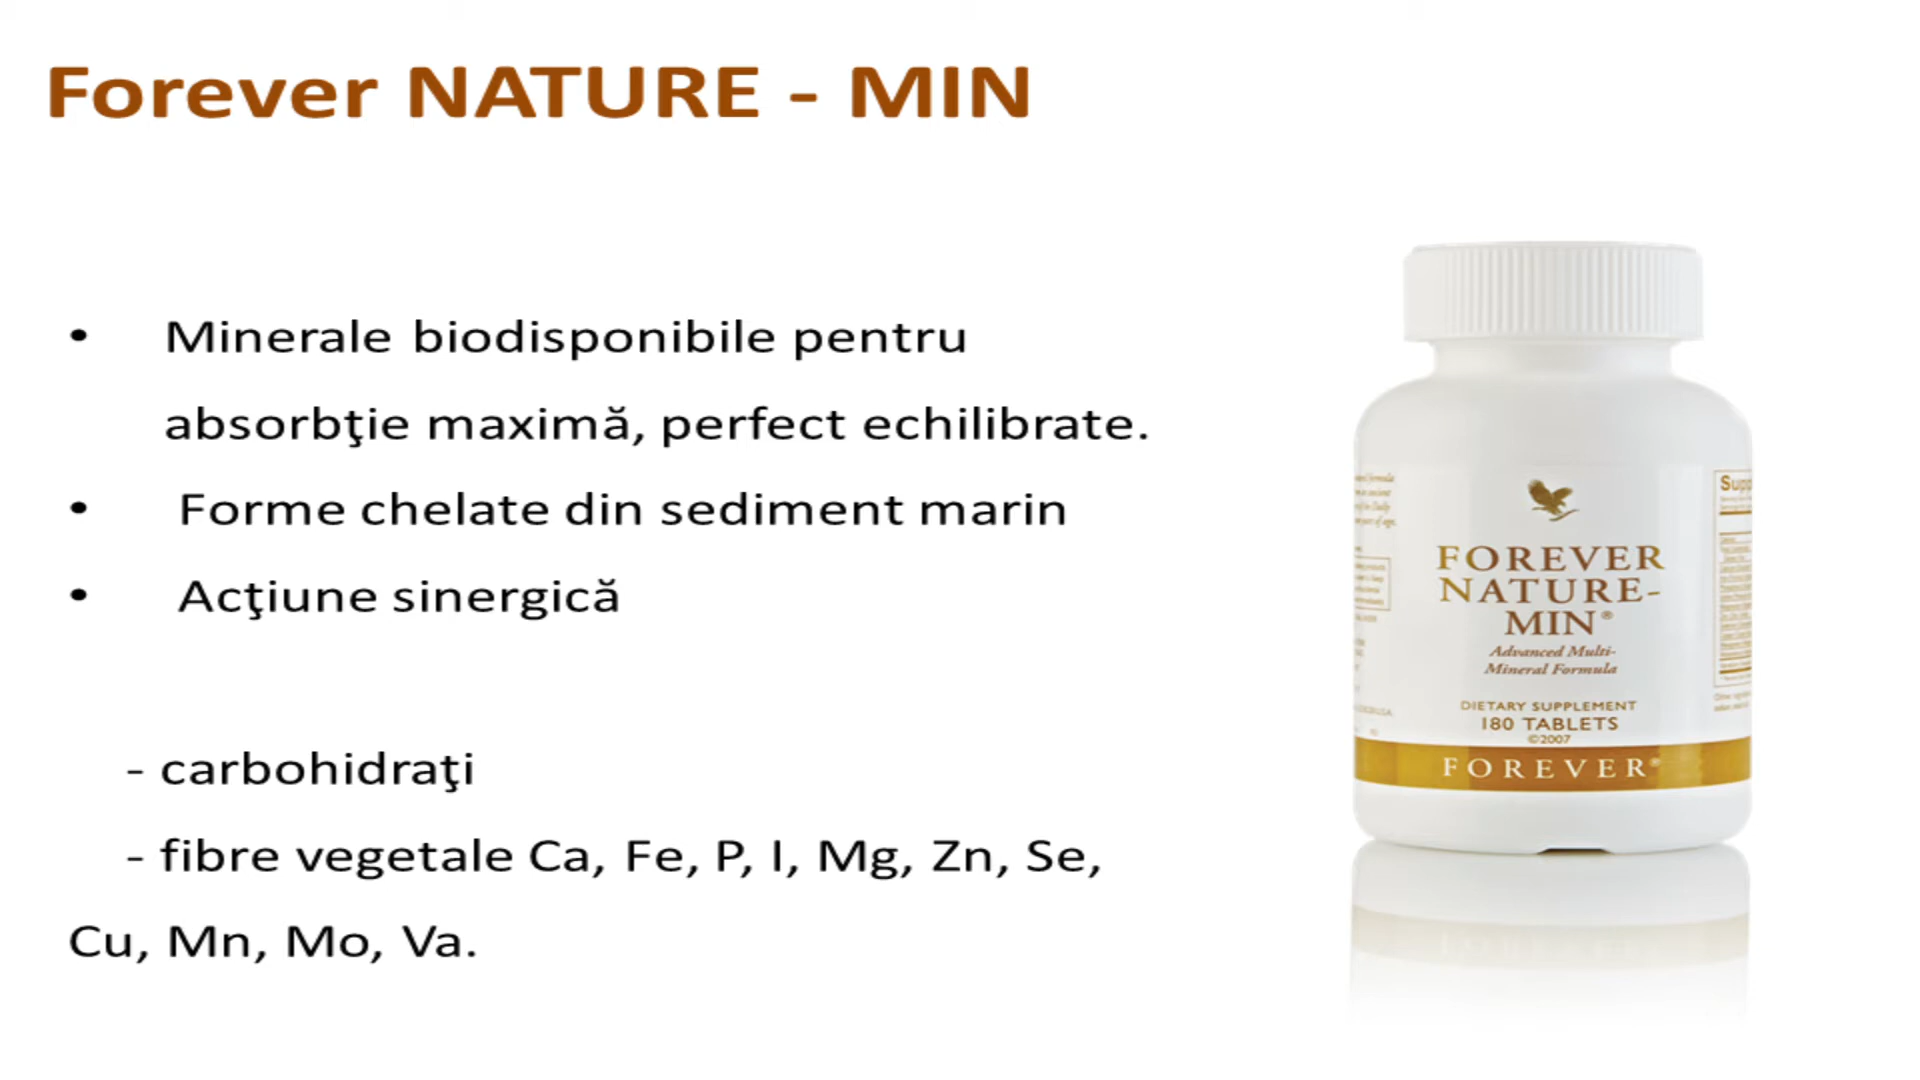 Forever NATURE - MIN
• Minerale biodisponibile pentru
absorbţie maximă, perfect echilibrate.
• Forme chelate din sediment marin
• Acţiune sinergică
- carbohidraţi
- fibre vegetale Ca, Fe, P, I, Mg, Zn, Se,
Cu, Mn, Mo, Va.
FOREVER
NATURE-
MIN®
Advanced Multi-
Mineral Formula
DIETARY SUPPLEMENT
180 TABLETS
©2007
FOREVER®